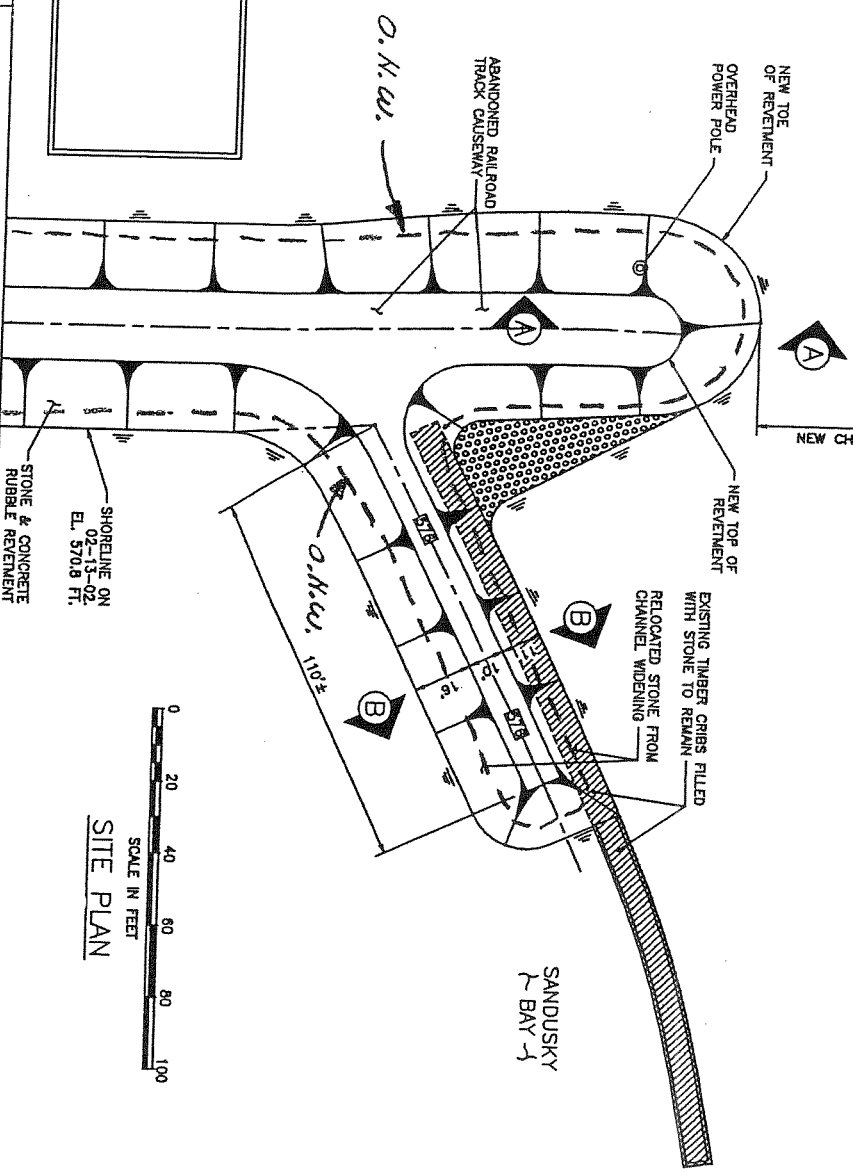 NEW TOE
OF REVETMENT
OVERHEAD
POWER POLE
ABANDONED RAILROAD
TRACK CAUSEWAY
O.H.W.
A
A
NEW CH
NEW TOP OF
REVETMENT
EXISTING TIMBER CRIBS FILLED
WITH STONE TO REMAIN
RELOCATED STONE FROM
CHANNEL WIDENING
B
B
576
576
10'
16'
110'±
O.H.W.
SHORELINE ON
02-13-02.
EL. 570.8 FT.
STONE & CONCRETE
RUBBLE REVETMENT
SANDUSKY
BAY
0 20 40 60 80 100
SCALE IN FEET
SITE PLAN